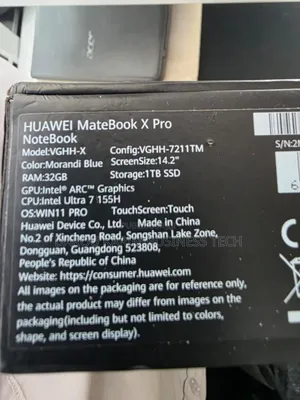 acer
HUAWEI MateBook X Pro
NoteBook
Model:VGHH-X Config:VGHH-7211TM
Color:Morandi Blue ScreenSize:14.2"
RAM:32GB Storage:1TB SSD
GPU:Intel® ARC™ Graphics
CPU:Intel Ultra 7 155H
OS:WIN11 PRO TouchScreen:Touch
Huawei Device Co., Ltd. Made in China
No.2 of Xincheng Road, Songshan Lake Zone,
Dongguan, Guangdong 523808,
People's Republic of China
Website: https://consumer.huawei.com
All images on the packaging are for reference only,
the actual product may differ from images on the
packaging(including but not limited to colors,
shape, and screen display).
S/N:2